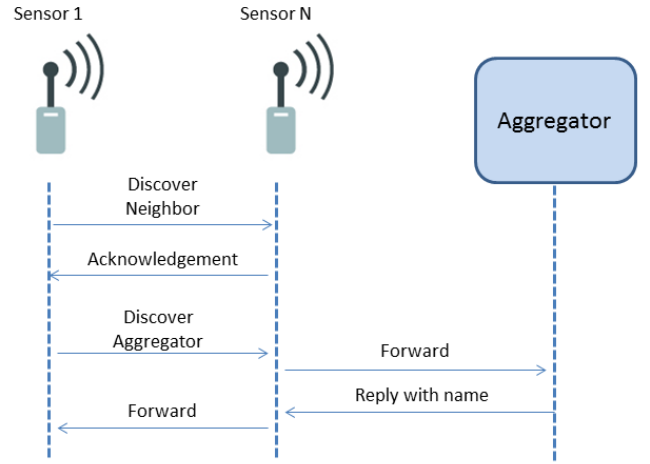 Sensor 1
Sensor N
Aggregator
Discover
Neighbor
Acknowledgement
Discover
Aggregator
Forward
Reply with name
Forward